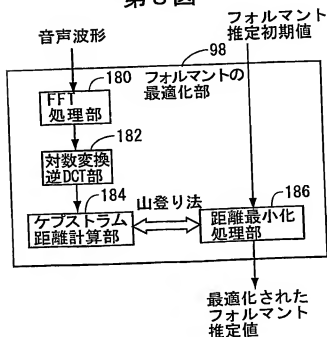 第8図
音声波形
フォルマント
推定初期値
98
180
フォルマントの
最適化部
FFT
処理部
182
対数変換
逆DCT部
184
山登り法
186
ケプストラム
距離計算部
距離最小化
処理部
最適化された
フォルマント
推定値